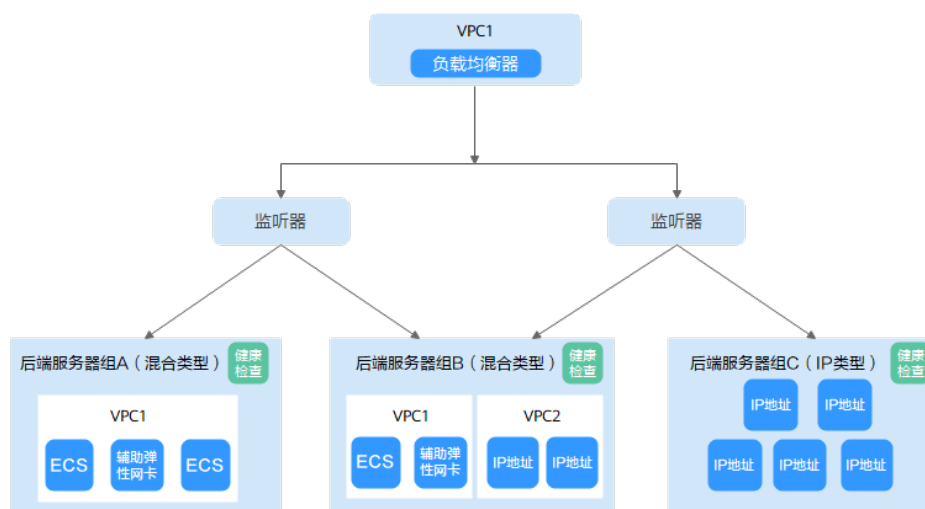 VPC1
负载均衡器
监听器
监听器
后端服务器组A（混合类型）
健康
检查
VPC1
ECS
辅助弹
性网卡
ECS
后端服务器组B（混合类型）
健康
检查
VPC1
ECS
辅助弹
性网卡
VPC2
IP地址
IP地址
后端服务器组C（IP类型）
健康
检查
IP地址
IP地址
IP地址
IP地址
IP地址